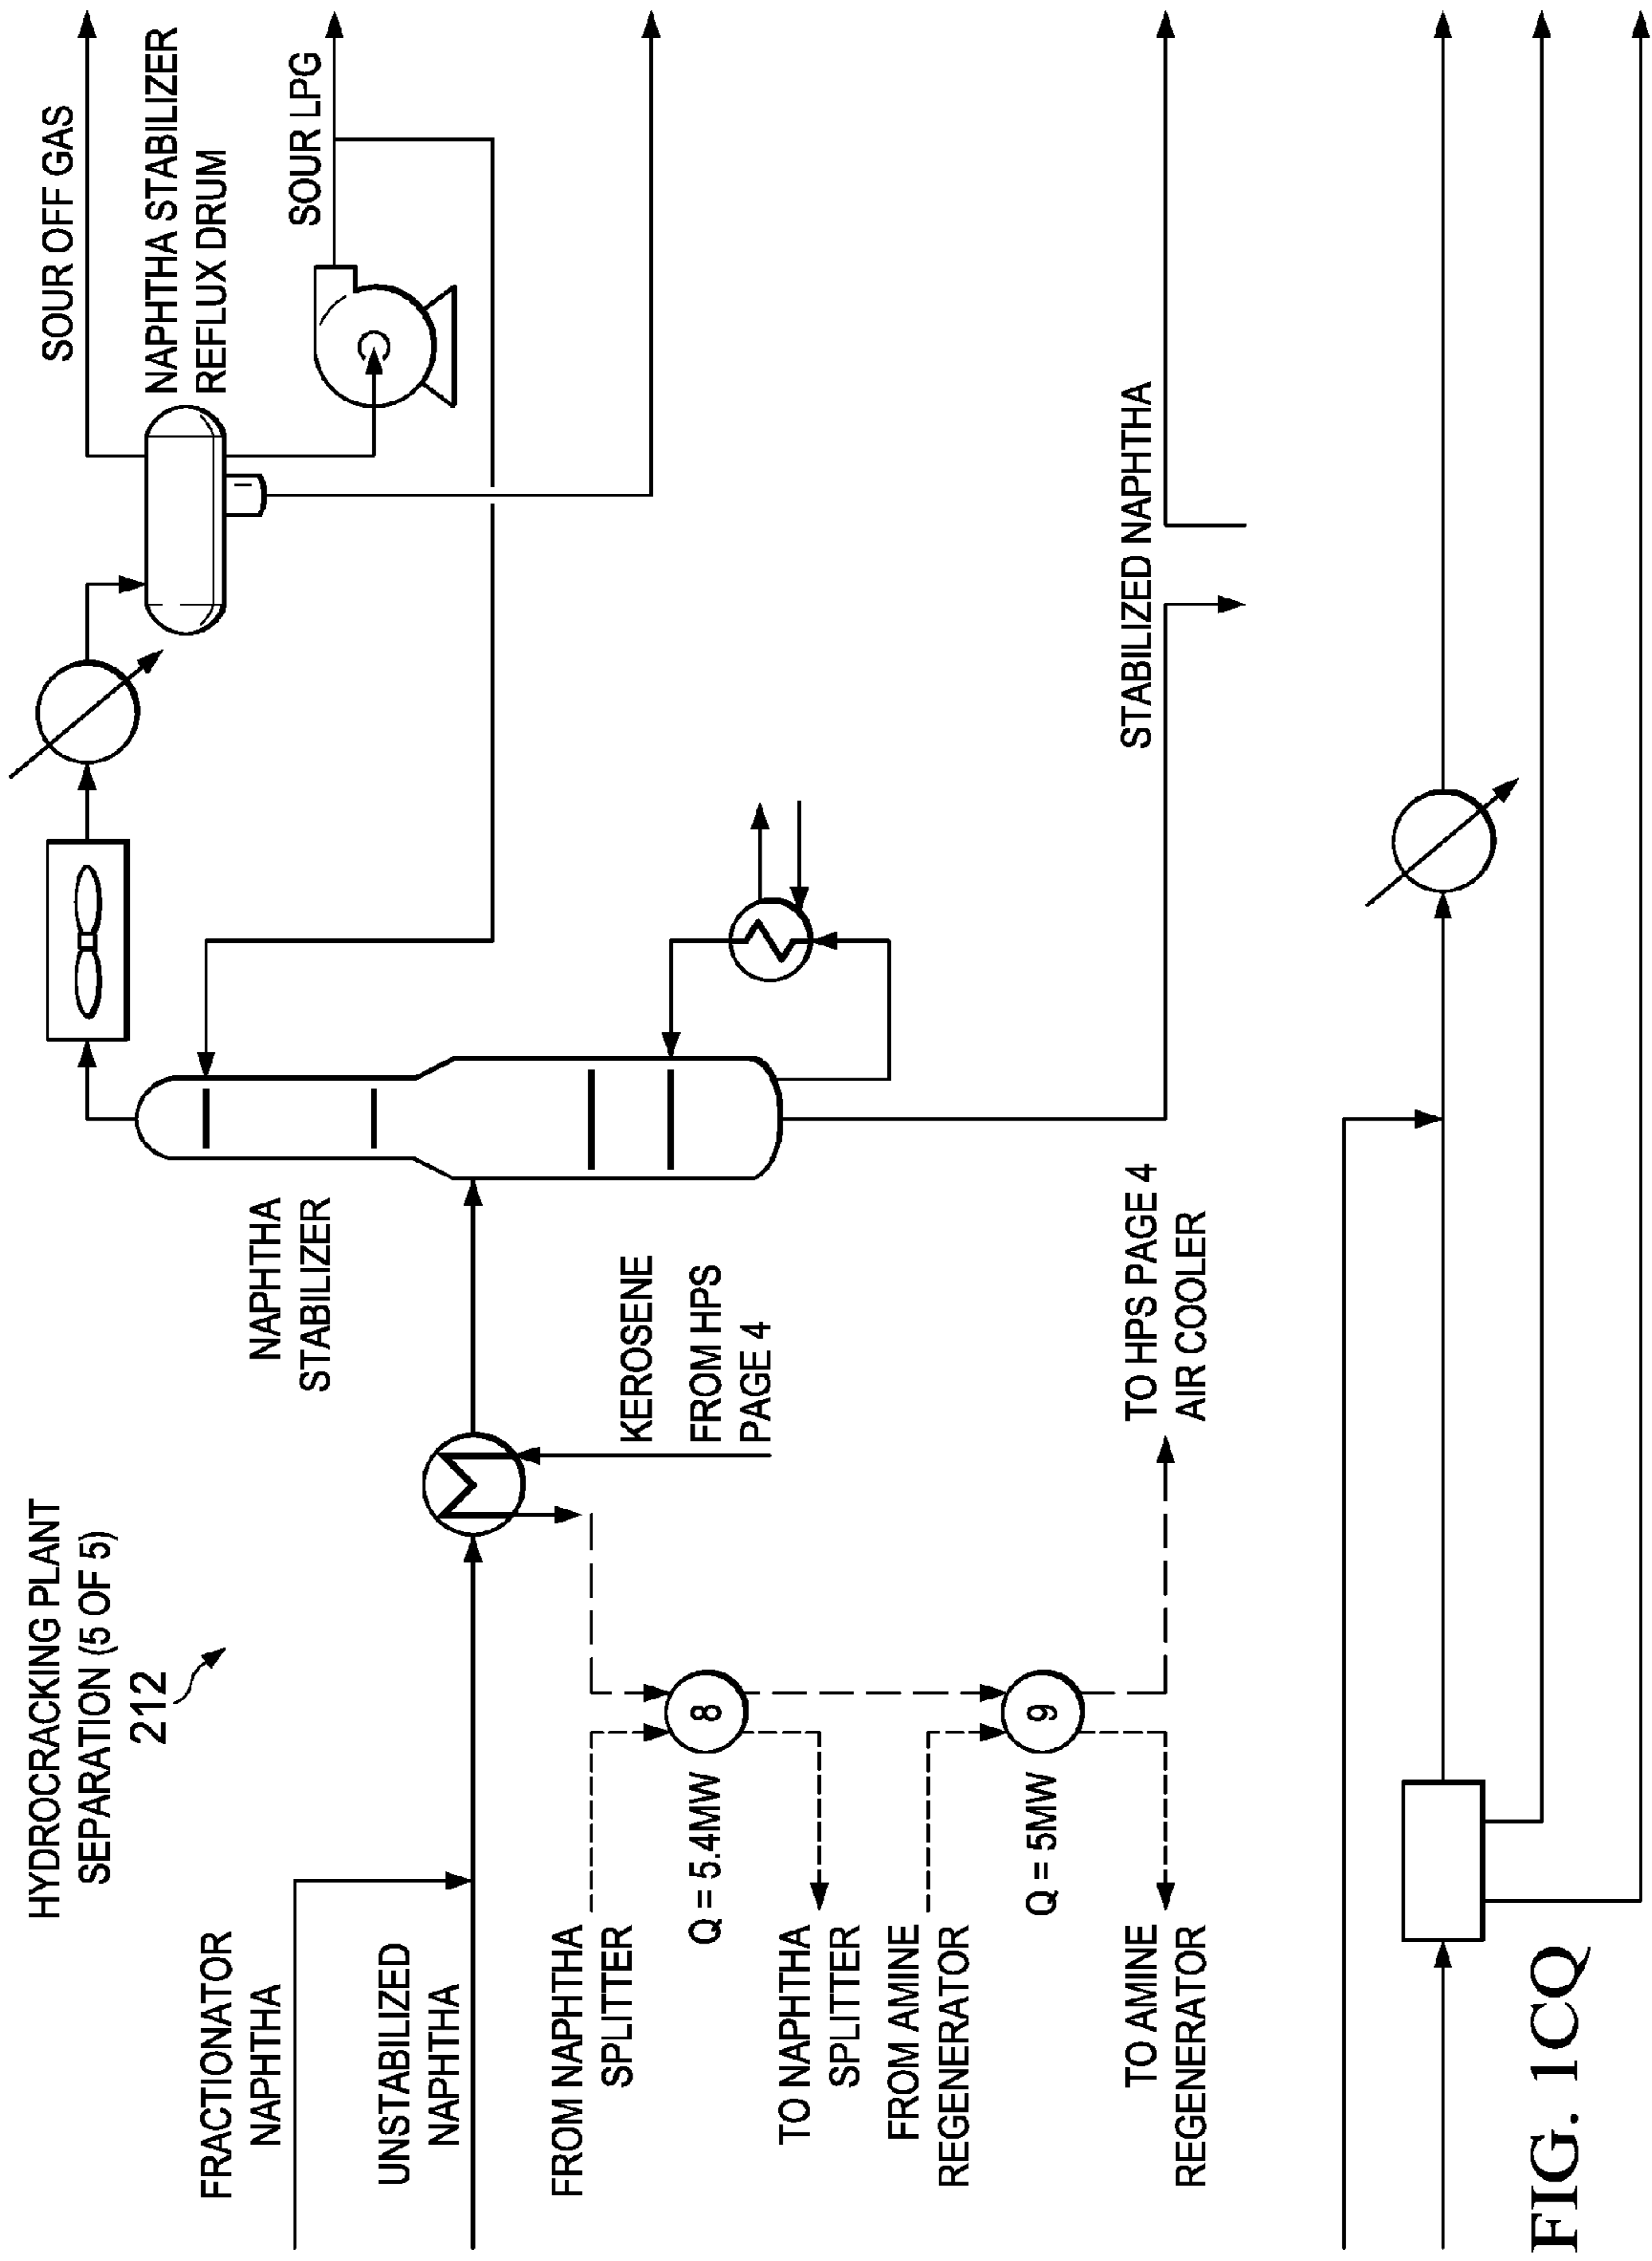 HYDROCRACKING PLANT
SEPARATION (5 OF 5)
212
FRACTIONATOR
NAPHTHA
UNSTABILIZED
NAPHTHA
NAPHTHA
STABILIZER
SOUR OFF GAS
NAPHTHA STABILIZER
REFLUX DRUM
SOUR LPG
KEROSENE
FROM HPS
PAGE 4
FROM NAPHTHA
SPLITTER
8
Q = 5.4MW
TO NAPHTHA
SPLITTER
FROM AMINE
REGENERATOR
9
Q = 5MW
TO AMINE
REGENERATOR
TO HPS PAGE 4
AIR COOLER
STABILIZED NAPHTHA
FIG. 1CQ